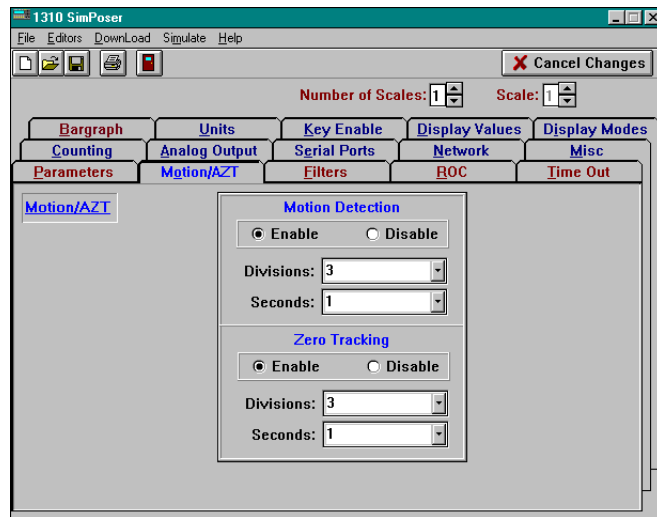 1310 SimPoser
File Editors DownLoad Simulate Help
Cancel Changes
Number of Scales: 1 Scale: 1
Bargraph Units Key Enable Display Values Display Modes
Counting Analog Output Serial Ports Network Misc
Parameters Motion/AZT Filters ROC Time Out
Motion/AZT
Motion Detection
Enable Disable
Divisions: 3
Seconds: 1
Zero Tracking
Enable Disable
Divisions: 3
Seconds: 1